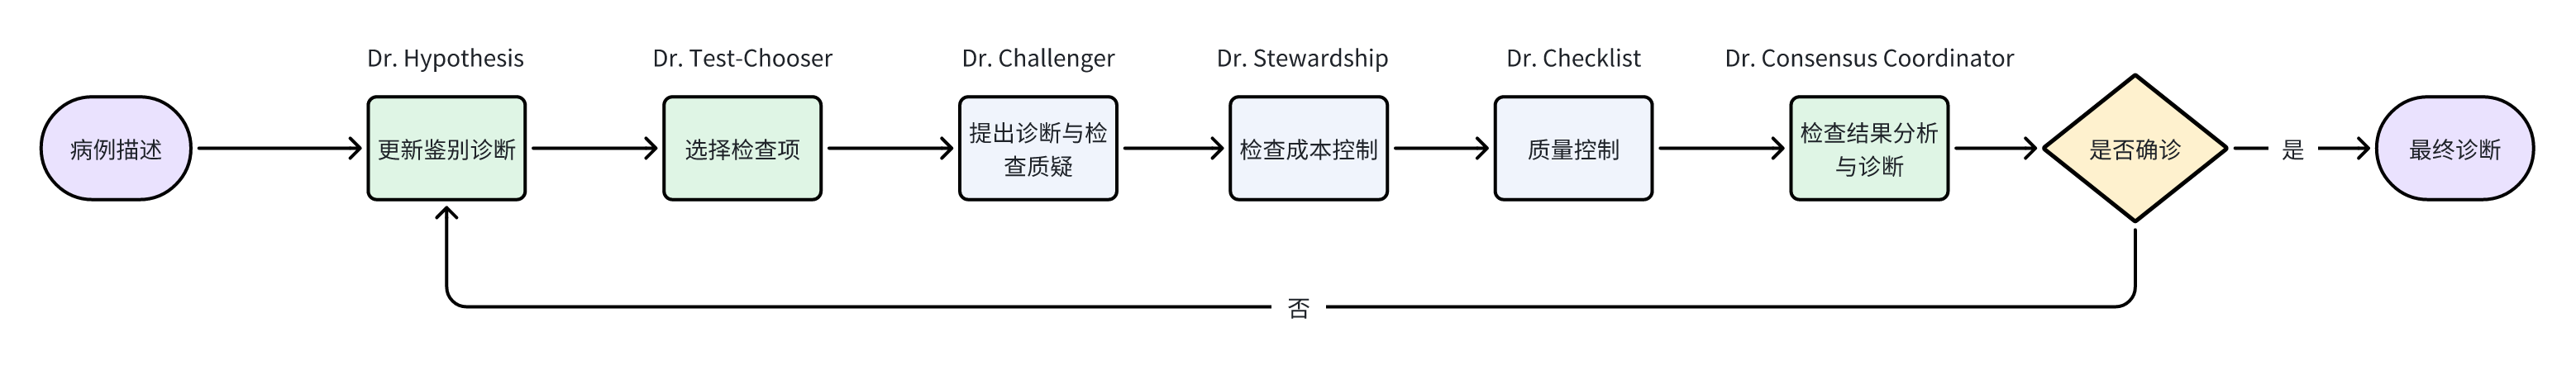 Dr. Hypothesis
Dr. Test-Chooser
Dr. Challenger
Dr. Stewardship
Dr. Checklist
Dr. Consensus Coordinator
病例描述
更新鉴别诊断
选择检查项
提出诊断与检
查质疑
检查成本控制
质量控制
检查结果分析
与诊断
是否确诊
是
最终诊断
否